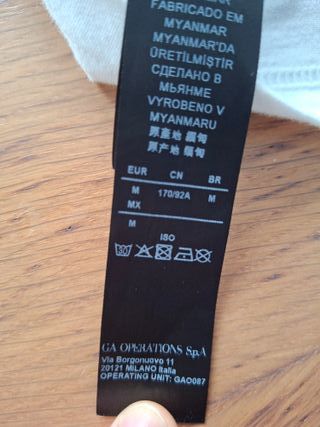 FABRICADO EM
MYANMAR
MYANMAR'DA
ÜRETİLMİŞTİR
СДЕЛАНО В
МЬЯНМЕ
VYROBENO V
MYANMARU
原產地 緬甸
原产地 缅甸
EUR CN BR
M 170/92A M
MX
M
ISO
30
GA OPERATIONS S.p.A
Via Borgonuovo 11
20121 MILANO Italia
OPERATING UNIT: GAO087